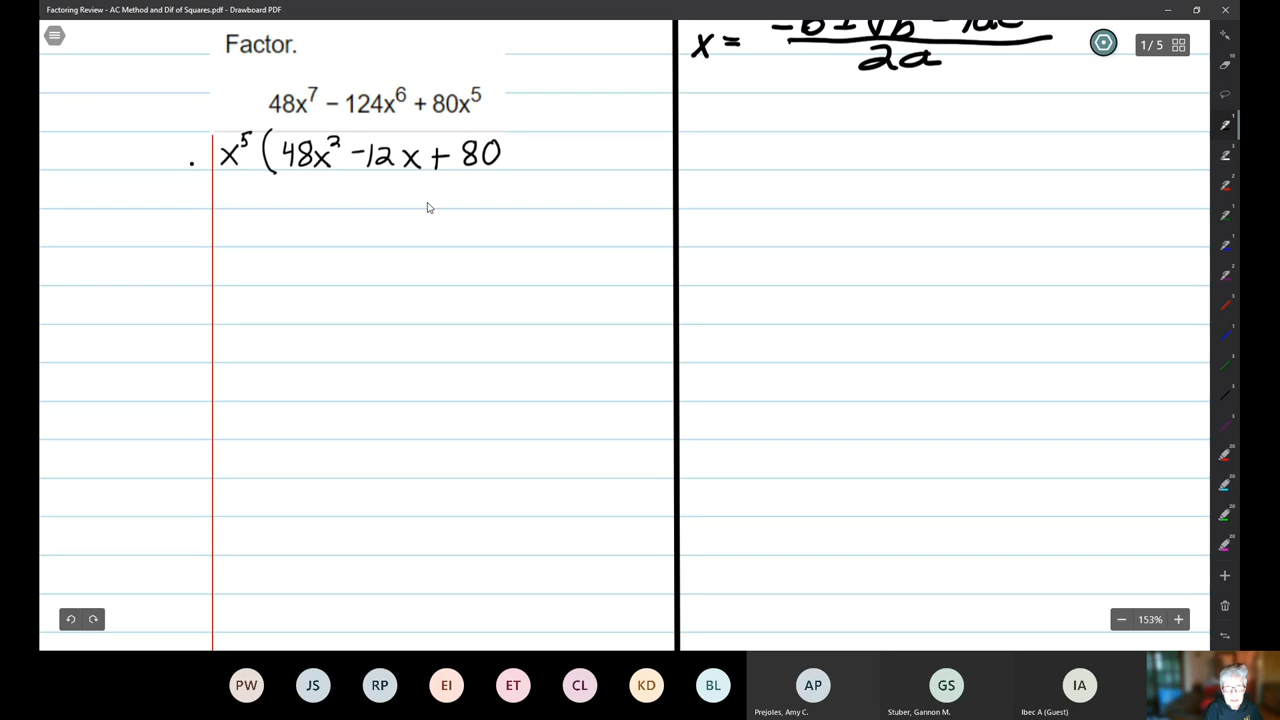 Factoring Review - AC Method and Dif of Squares.pdf - Drawboard PDF
Factor.
48x⁷ − 124x⁶ + 80x⁵
. x⁵ (48x² -12x + 80
x =
2a
1 / 5
153%
PW JS RP EI ET CL KD BL AP GS IA
Prejoles, Amy C. Stuber, Gannon M. Ibec A (Guest)